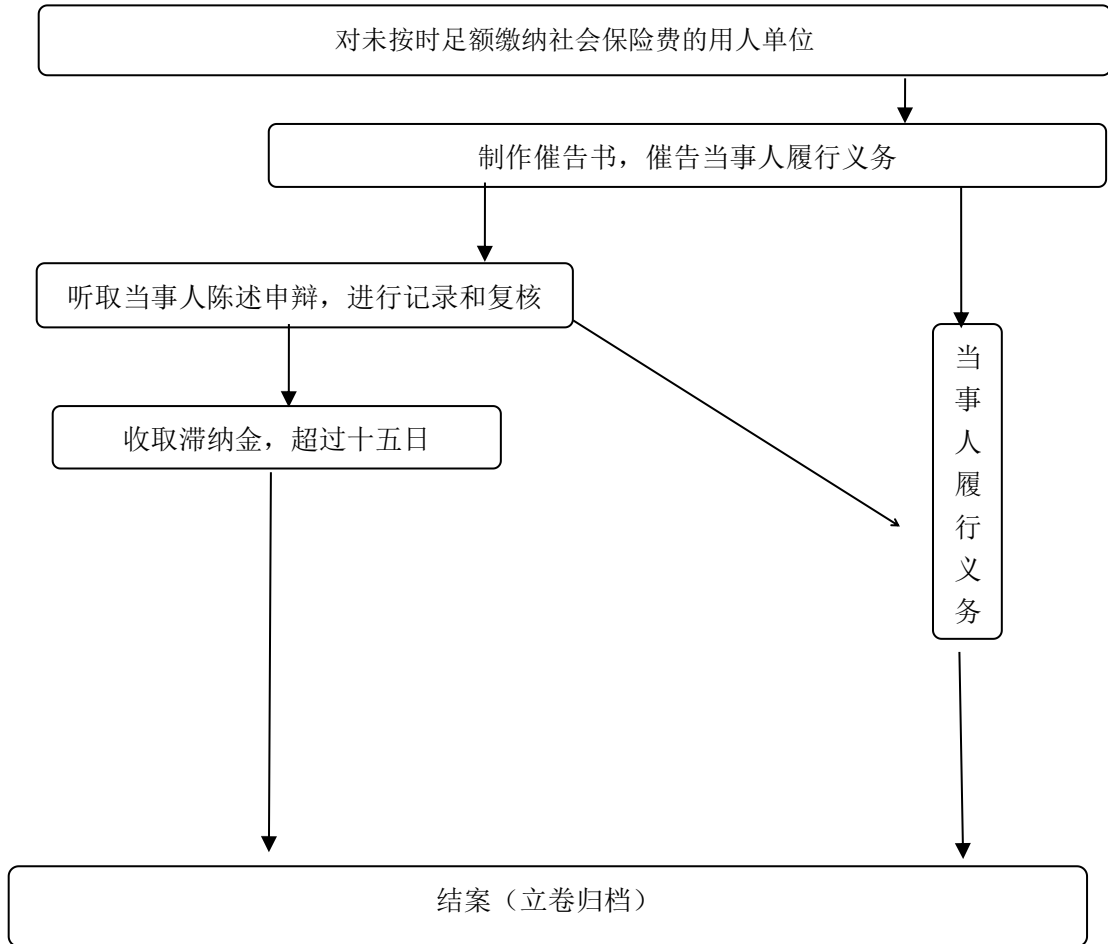 对未按时足额缴纳社会保险费的用人单位
制作催告书，催告当事人履行义务
听取当事人陈述申辩，进行记录和复核
当事人履行义务
收取滞纳金，超过十五日
结案（立卷归档）